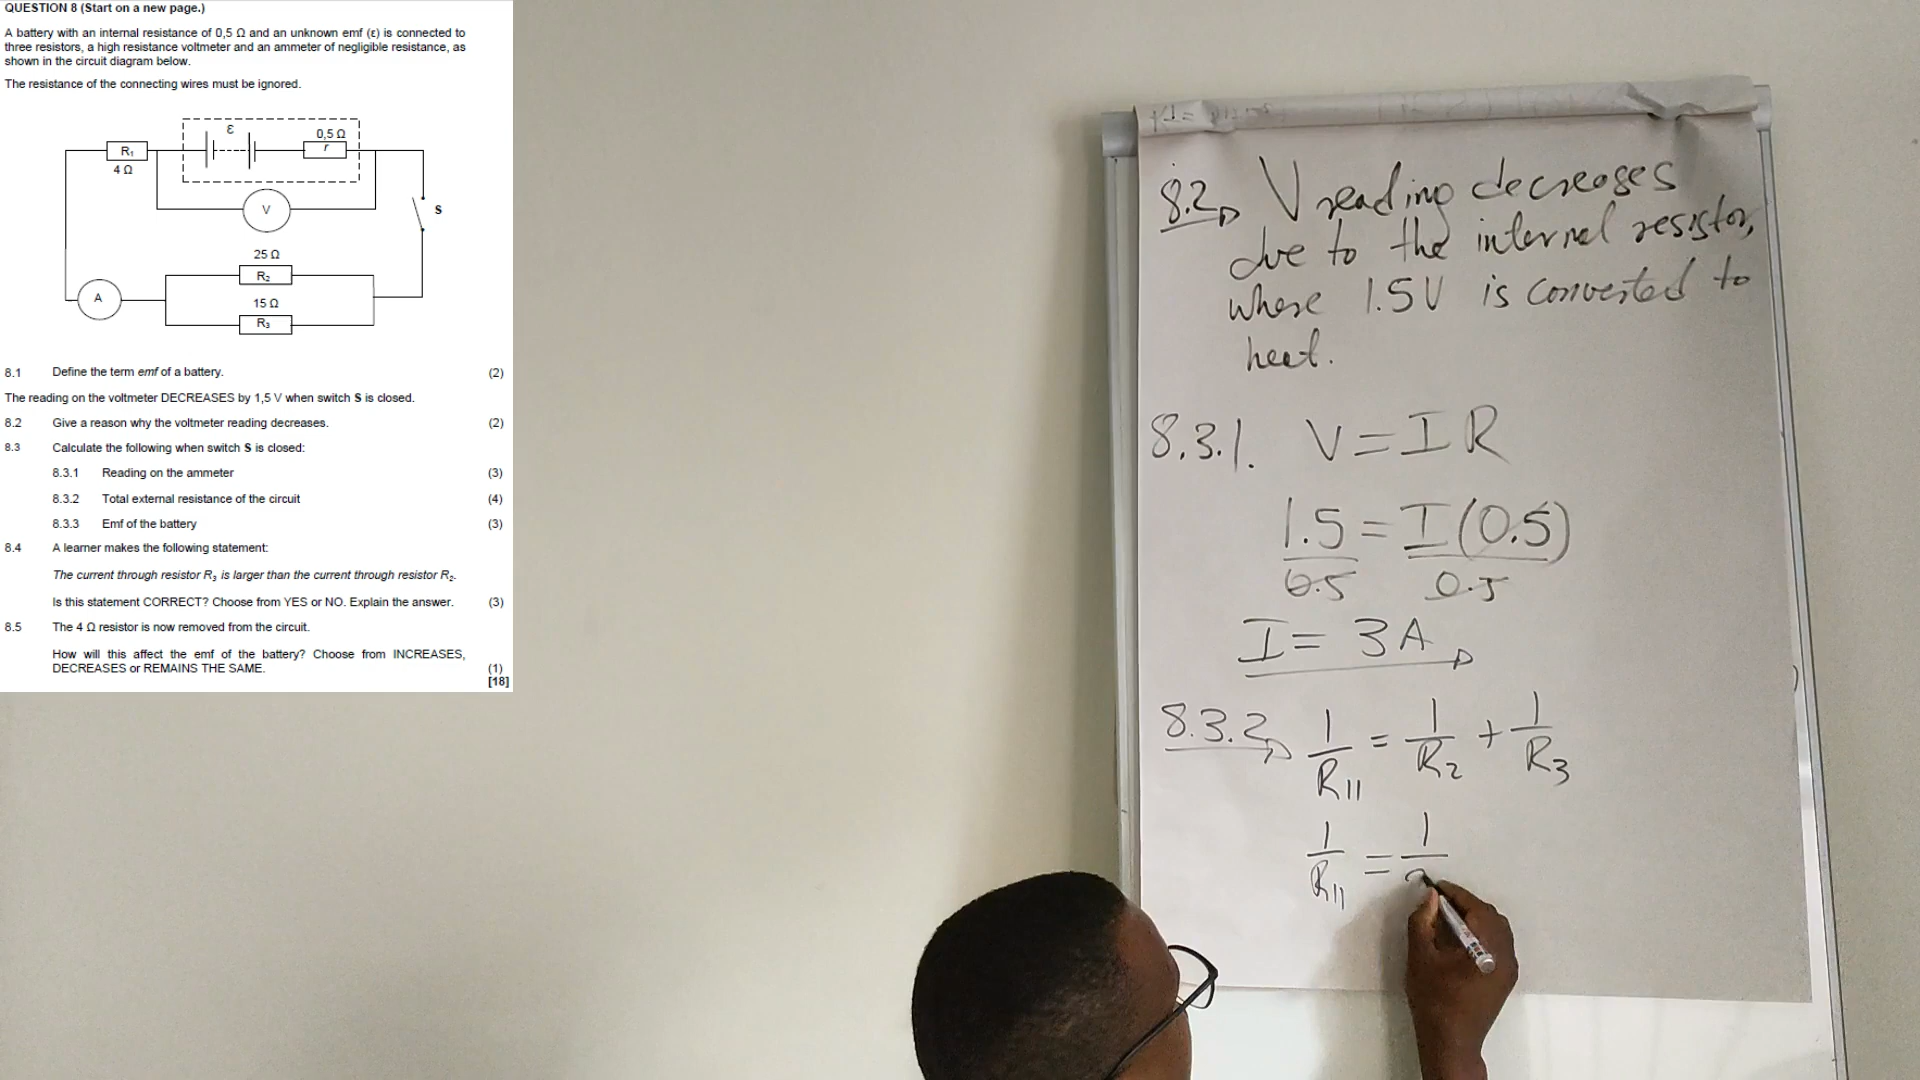 QUESTION 8 (Start on a new page.)
A battery with an internal resistance of 0,5 Ω and an unknown emf (ε) is connected to
three resistors, a high resistance voltmeter and an ammeter of negligible resistance, as
shown in the circuit diagram below.
The resistance of the connecting wires must be ignored.
ε
0,5 Ω
R₁
r
4 Ω
V
S
25 Ω
R₂
A
15 Ω
R₃
8.1 Define the term emf of a battery. (2)
The reading on the voltmeter DECREASES by 1,5 V when switch S is closed.
8.2 Give a reason why the voltmeter reading decreases. (2)
8.3 Calculate the following when switch S is closed:
8.3.1 Reading on the ammeter (3)
8.3.2 Total external resistance of the circuit (4)
8.3.3 Emf of the battery (3)
8.4 A learner makes the following statement:
The current through resistor R₃ is larger than the current through resistor R₂.
Is this statement CORRECT? Choose from YES or NO. Explain the answer. (3)
8.5 The 4 Ω resistor is now removed from the circuit.
How will this affect the emf of the battery? Choose from INCREASES,
DECREASES or REMAINS THE SAME. (1)
[18]
8.2 V reading decreases
due to the internal resistor,
where 1.5V is converted to
heat.
8.3.1. V = IR
1.5 = I(0.5)
0.5 0.5
I = 3A
8.3.2 1/R11 = 1/R2 + 1/R3
1/R11 = 1/